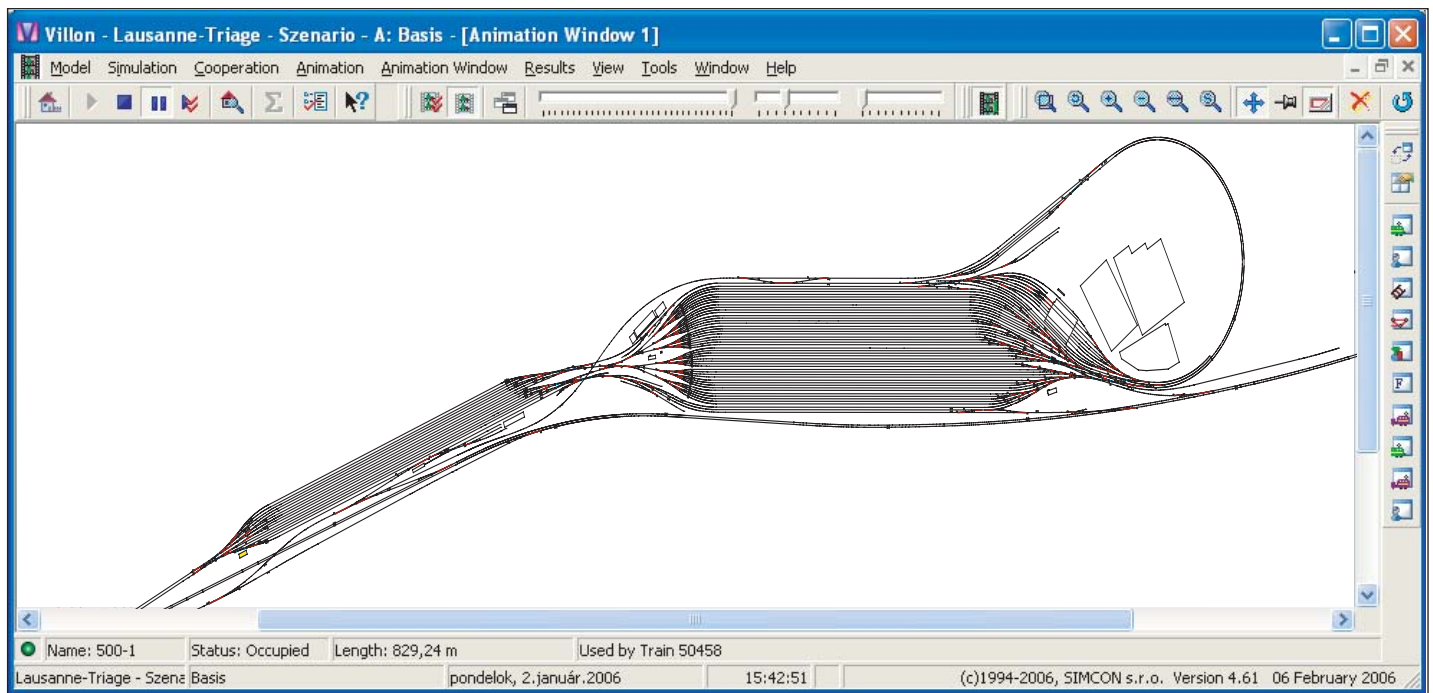 Villon - Lausanne-Triage - Szenario - A: Basis - [Animation Window 1]
Model Simulation Cooperation Animation Animation Window Results View Tools Window Help
F
Name: 500-1 Status: Occupied Length: 829,24 m Used by Train 50458
Lausanne-Triage - Szena Basis pondelok, 2.január.2006 15:42:51 (c)1994-2006, SIMCON s.r.o. Version 4.61 06 February 2006